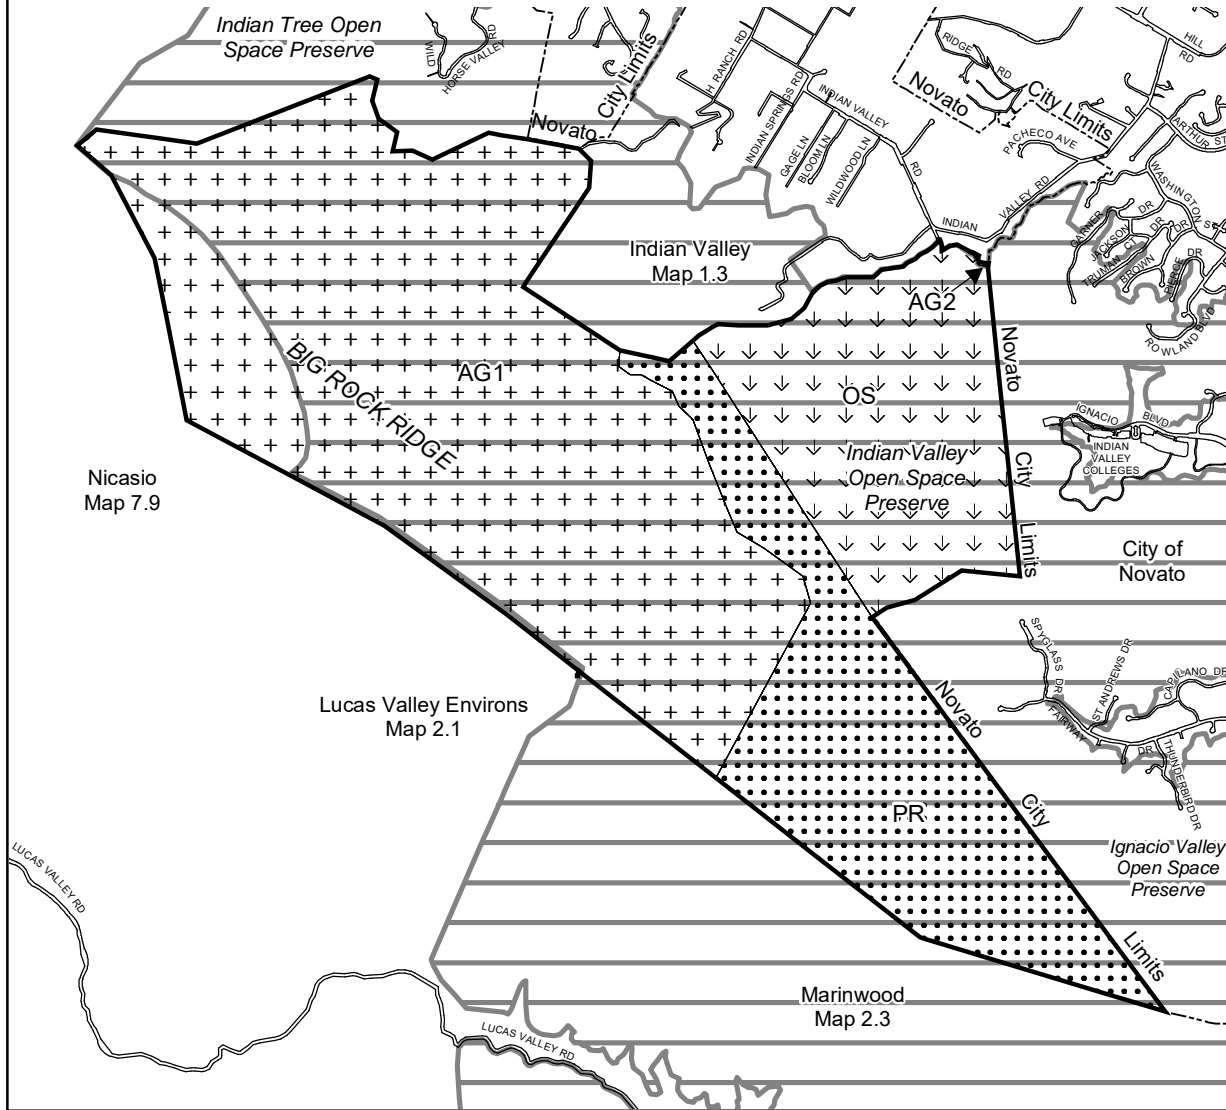 Indian Tree Open
Space Preserve
WILD
HORSE VALLEY RD
City Limits
Novato
H RANCH RD
INDIAN SPRINGS RD
INDIAN VALLEY
RD
GAGE LN
BLOOM LN
WILDWOOD LN
RIDGE
RD
Novato
City Limits
HILL
RD
PACHECO AVE
ARTHUR ST
WASHINGTON ST
INDIAN
VALLEY RD
GARNER
DR
JACKSON
DR
DR
TRUMAN CT
BROWN
PIERCE DR
ROWLAND BLVD
Indian Valley
Map 1.3
AG2
Novato
City
Limits
BIG ROCK RIDGE
AG1
OS
Indian Valley
Open Space
Preserve
IGNACIO
BLVD
INDIAN
VALLEY
COLLEGES
Nicasio
Map 7.9
City of
Novato
SPYGLASS DR
ST ANDREWS DR
CAPILANO DR
FAIRWAY
DR
THUNDERBIRD DR
Lucas Valley Environs
Map 2.1
Novato
City
Limits
PR
Ignacio Valley
Open Space
Preserve
LUCAS VALLEY RD
Marinwood
Map 2.3
LUCAS VALLEY RD